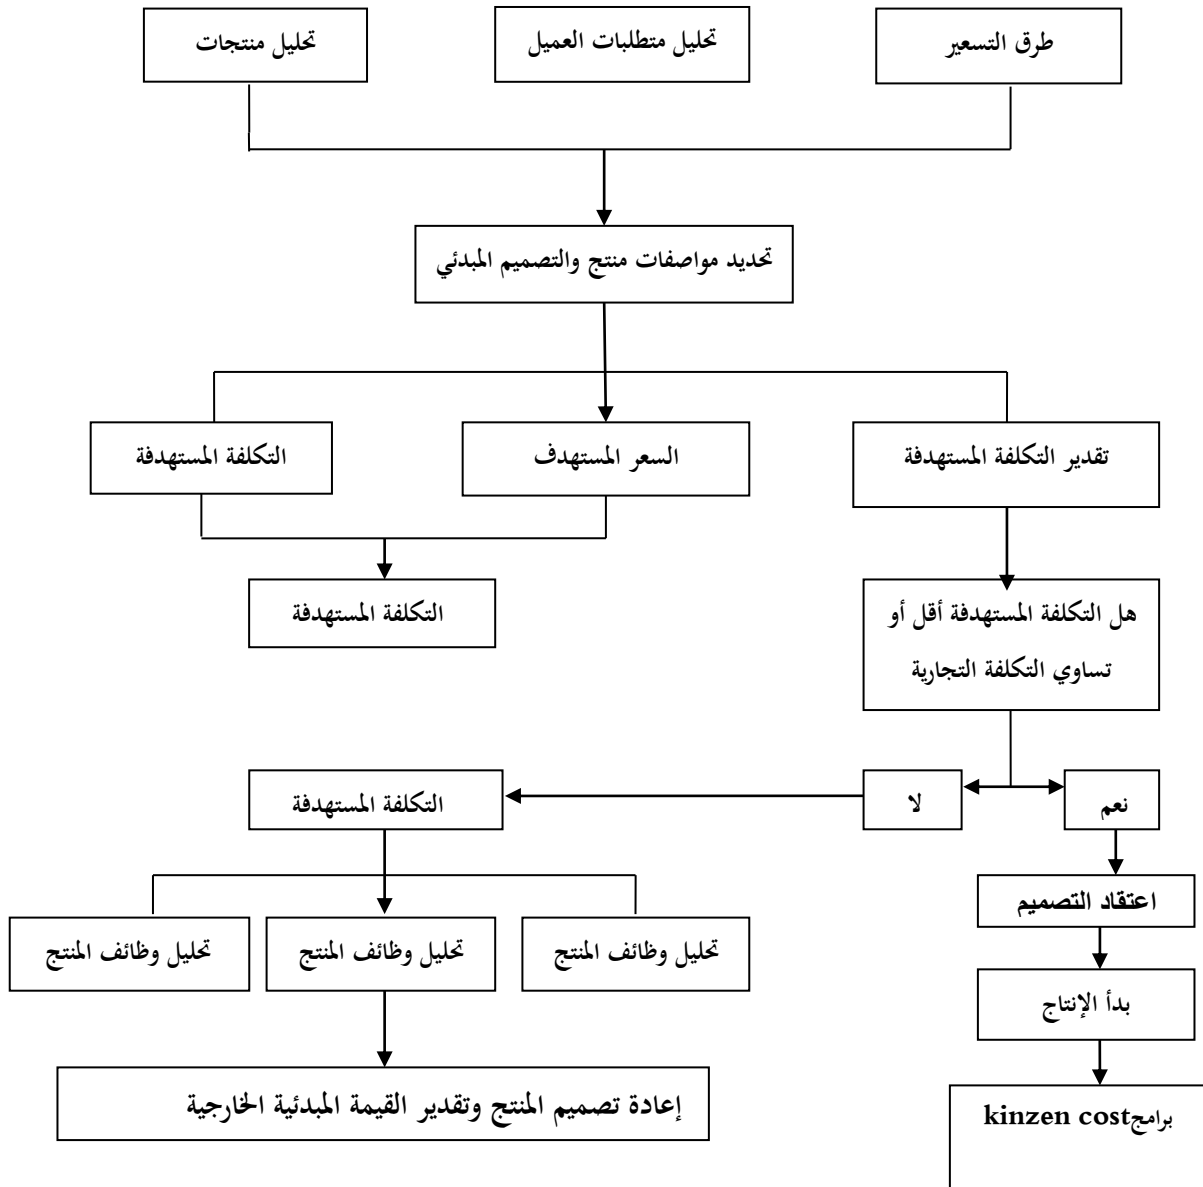 طرق التسعير
تحليل متطلبات العميل
تحليل منتجات
تحديد مواصفات منتج والتصميم المبدئي
تقدير التكلفة المستهدفة
السعر المستهدف
التكلفة المستهدفة
التكلفة المستهدفة
هل التكلفة المستهدفة أقل أو
تساوي التكلفة التجارية
نعم
لا
التكلفة المستهدفة
اعتقاد التصميم
تحليل وظائف المنتج
تحليل وظائف المنتج
تحليل وظائف المنتج
بدأ الإنتاج
إعادة تصميم المنتج وتقدير القيمة المبدئية الخارجية
برامج kinzen cost